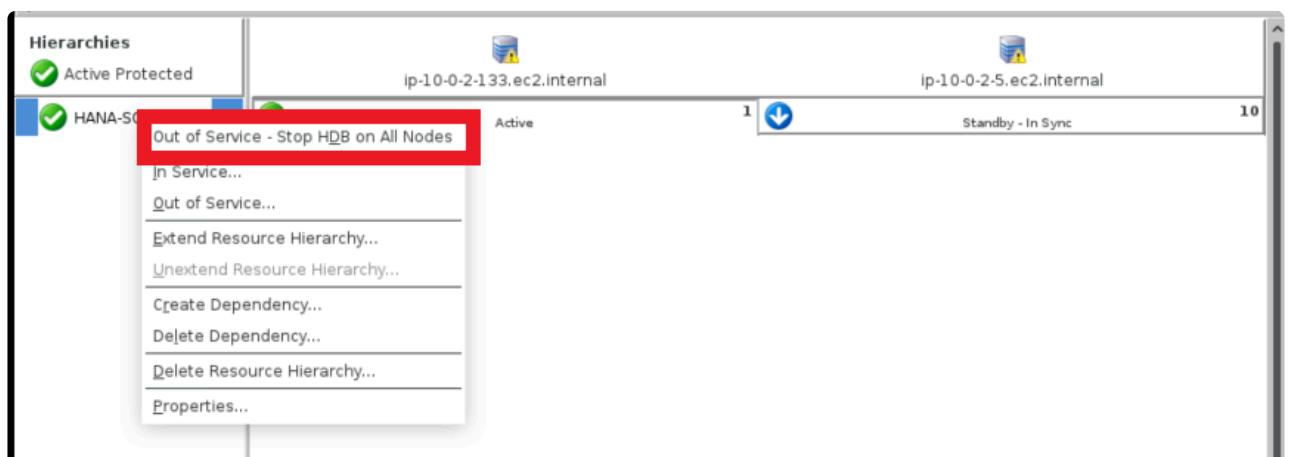 Hierarchies
Active Protected
ip-10-0-2-133.ec2.internal
ip-10-0-2-5.ec2.internal
HANA-SO
Active
1
Standby - In Sync
10
Out of Service - Stop HDB on All Nodes
In Service...
Out of Service...
Extend Resource Hierarchy...
Unextend Resource Hierarchy...
Create Dependency...
Delete Dependency...
Delete Resource Hierarchy...
Properties...